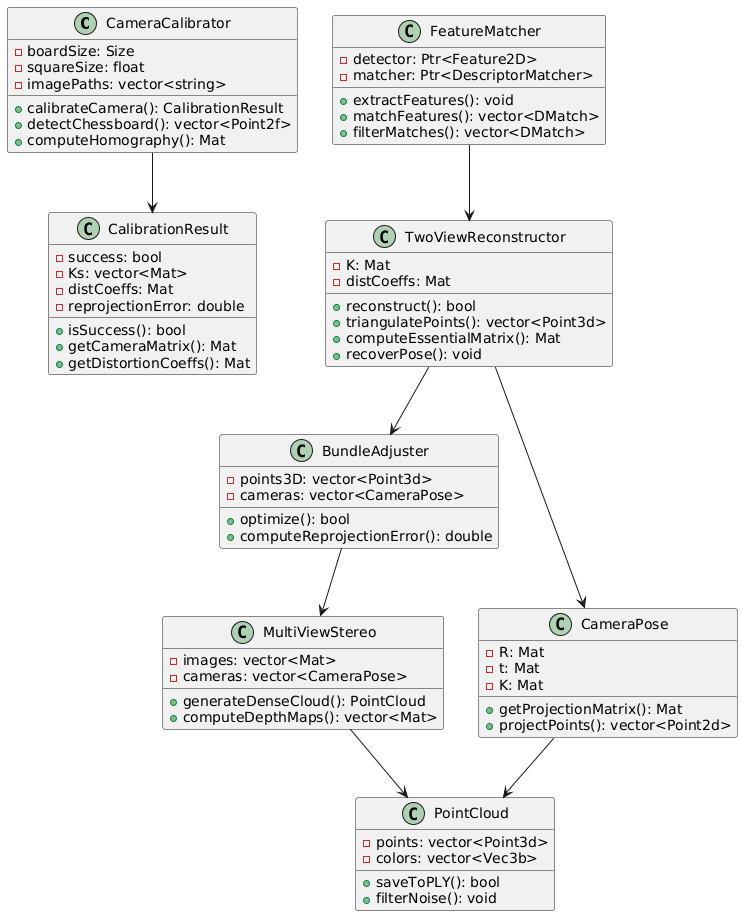 C CameraCalibrator
boardSize: Size
squareSize: float
imagePaths: vector<string>
calibrateCamera(): CalibrationResult
detectChessboard(): vector<Point2f>
computeHomography(): Mat
C FeatureMatcher
detector: Ptr<Feature2D>
matcher: Ptr<DescriptorMatcher>
extractFeatures(): void
matchFeatures(): vector<DMatch>
filterMatches(): vector<DMatch>
C CalibrationResult
success: bool
Ks: vector<Mat>
distCoeffs: Mat
reprojectionError: double
isSuccess(): bool
getCameraMatrix(): Mat
getDistortionCoeffs(): Mat
C TwoViewReconstructor
K: Mat
distCoeffs: Mat
reconstruct(): bool
triangulatePoints(): vector<Point3d>
computeEssentialMatrix(): Mat
recoverPose(): void
C BundleAdjuster
points3D: vector<Point3d>
cameras: vector<CameraPose>
optimize(): bool
computeReprojectionError(): double
C MultiViewStereo
images: vector<Mat>
cameras: vector<CameraPose>
generateDenseCloud(): PointCloud
computeDepthMaps(): vector<Mat>
C CameraPose
R: Mat
t: Mat
K: Mat
getProjectionMatrix(): Mat
projectPoints(): vector<Point2d>
C PointCloud
points: vector<Point3d>
colors: vector<Vec3b>
saveToPLY(): bool
filterNoise(): void